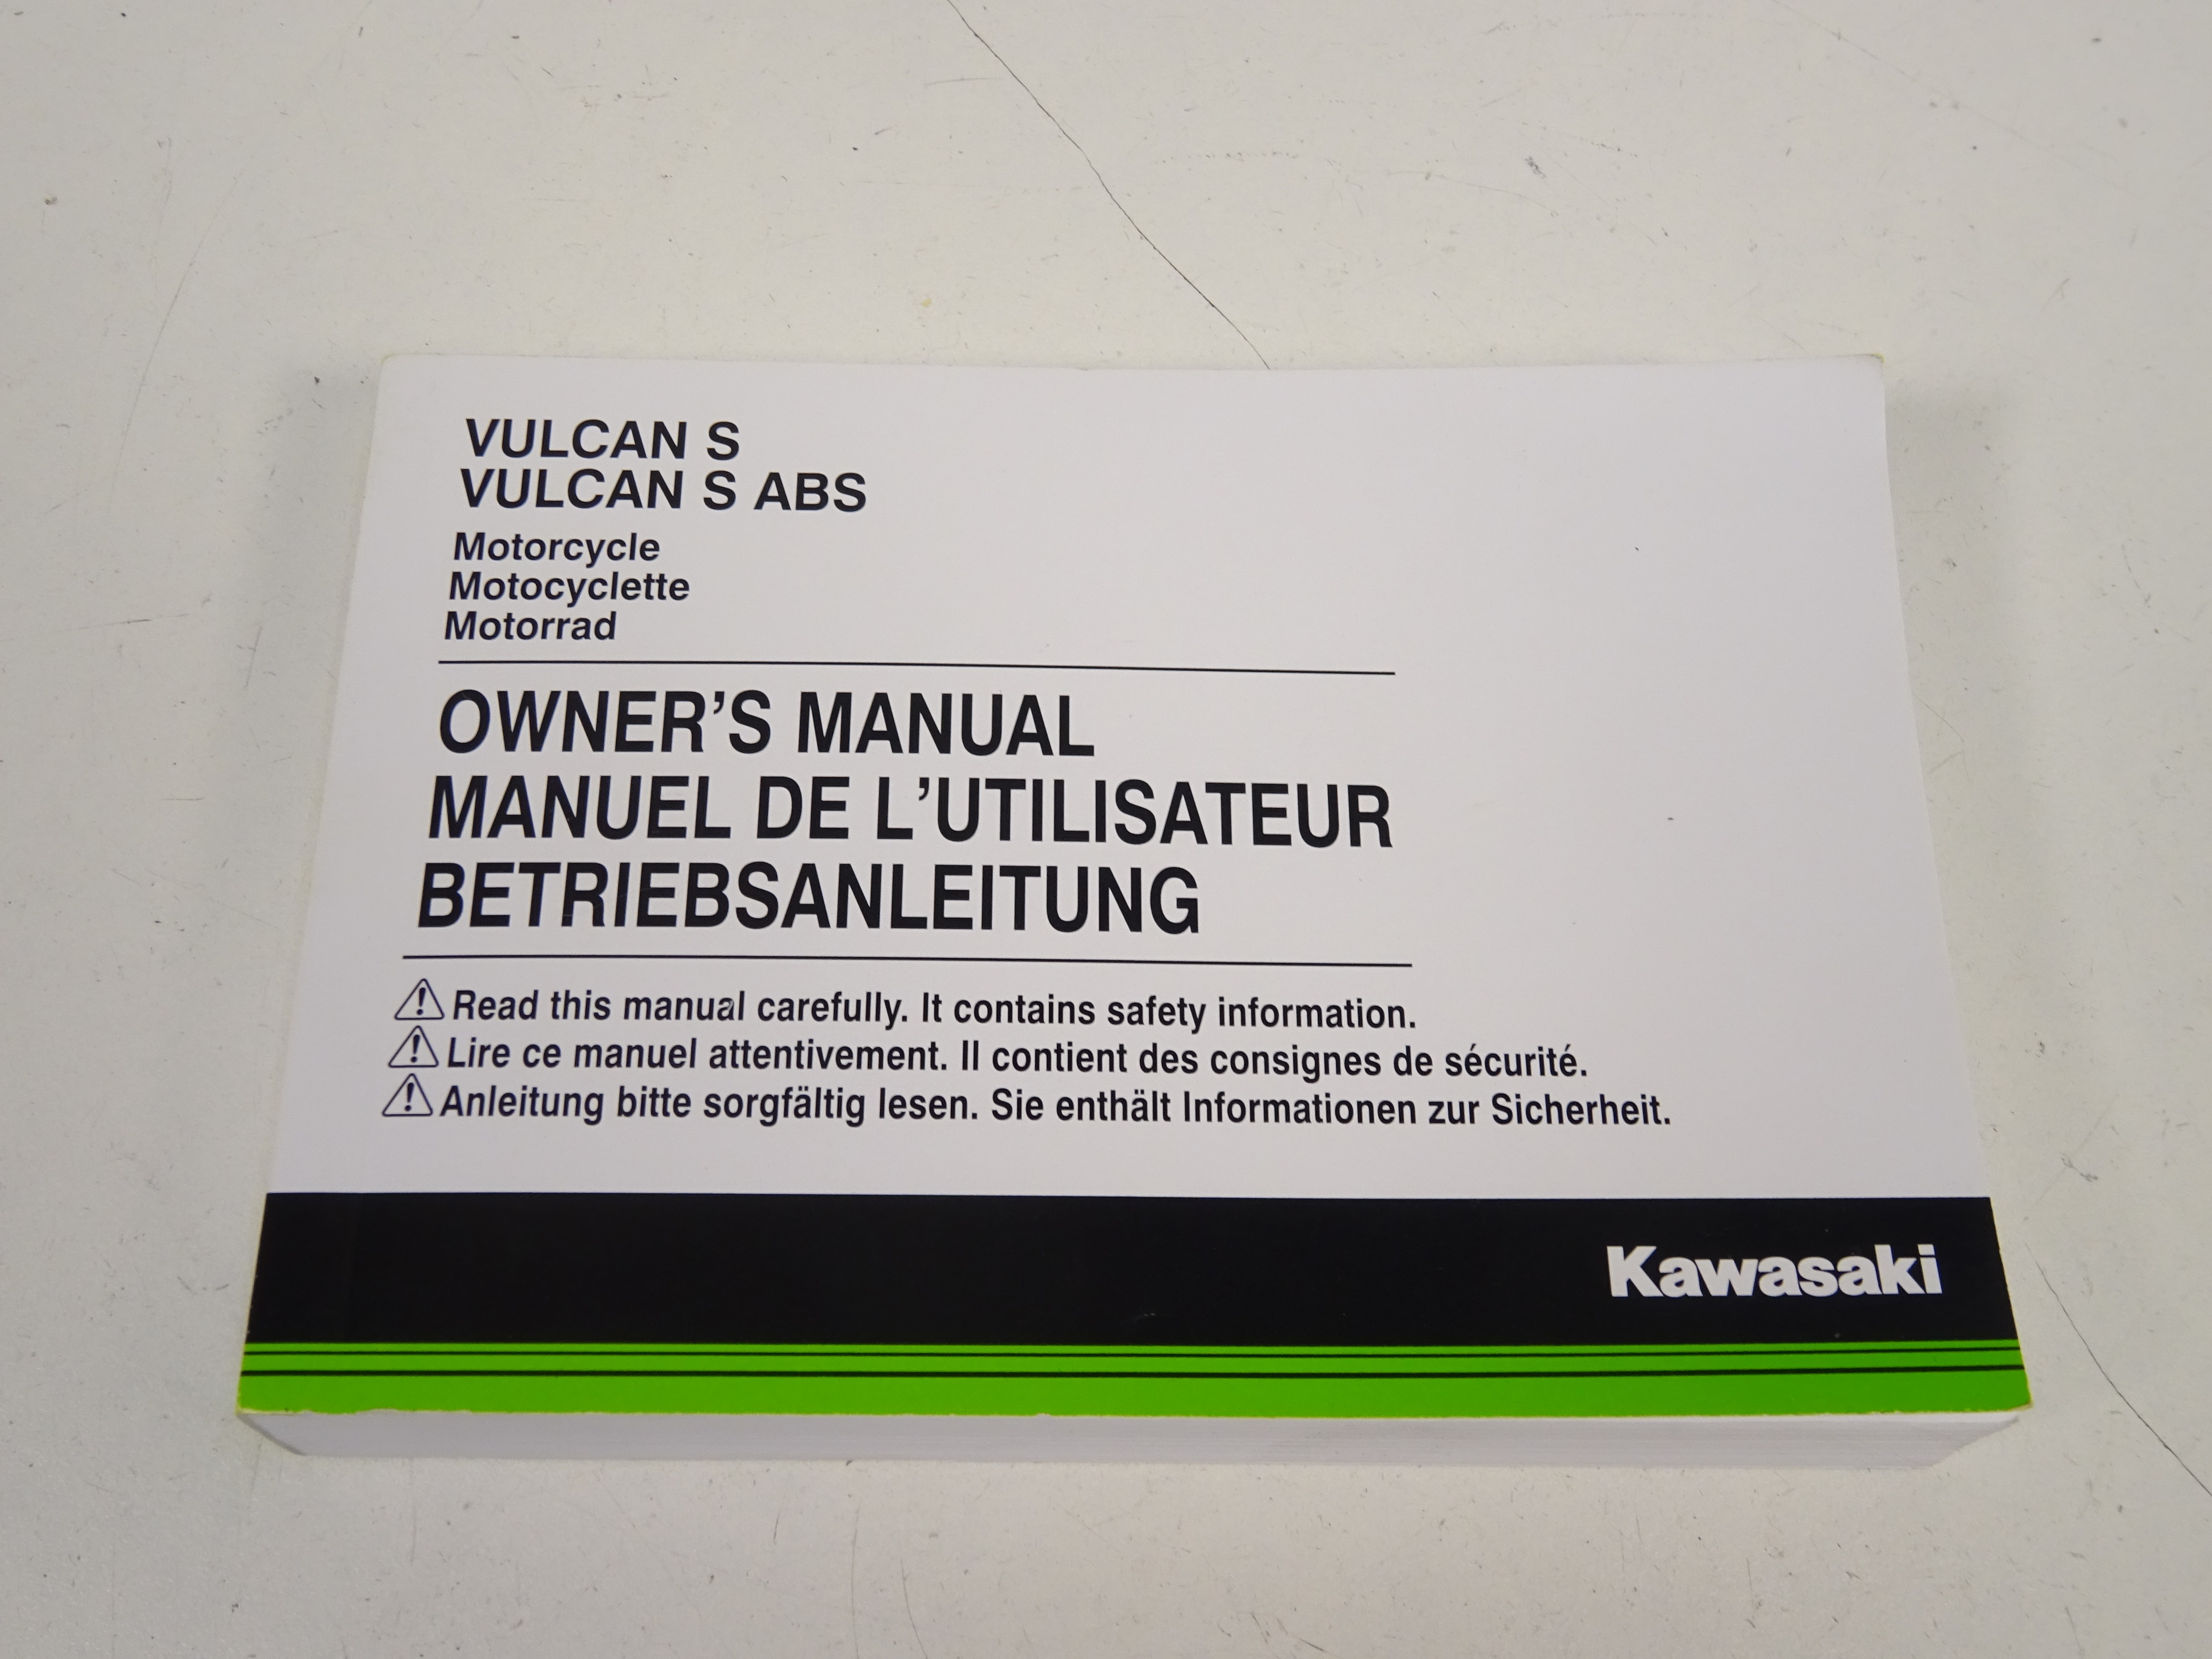 VULCAN S
VULCAN S ABS
Motorcycle
Motocyclette
Motorrad
OWNER’S MANUAL
MANUEL DE L’UTILISATEUR
BETRIEBSANLEITUNG
Read this manual carefully. It contains safety information.
Lire ce manuel attentivement. Il contient des consignes de sécurité.
Anleitung bitte sorgfältig lesen. Sie enthält Informationen zur Sicherheit.
Kawasaki